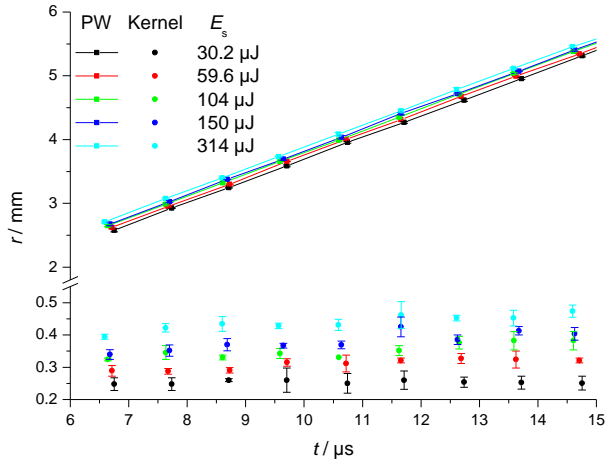 PW Kernel E_s
30.2 µJ
59.6 µJ
104 µJ
150 µJ
314 µJ
r / mm
6
5
4
3
2
0.5
0.4
0.3
0.2
6 7 8 9 10 11 12 13 14 15
t / µs